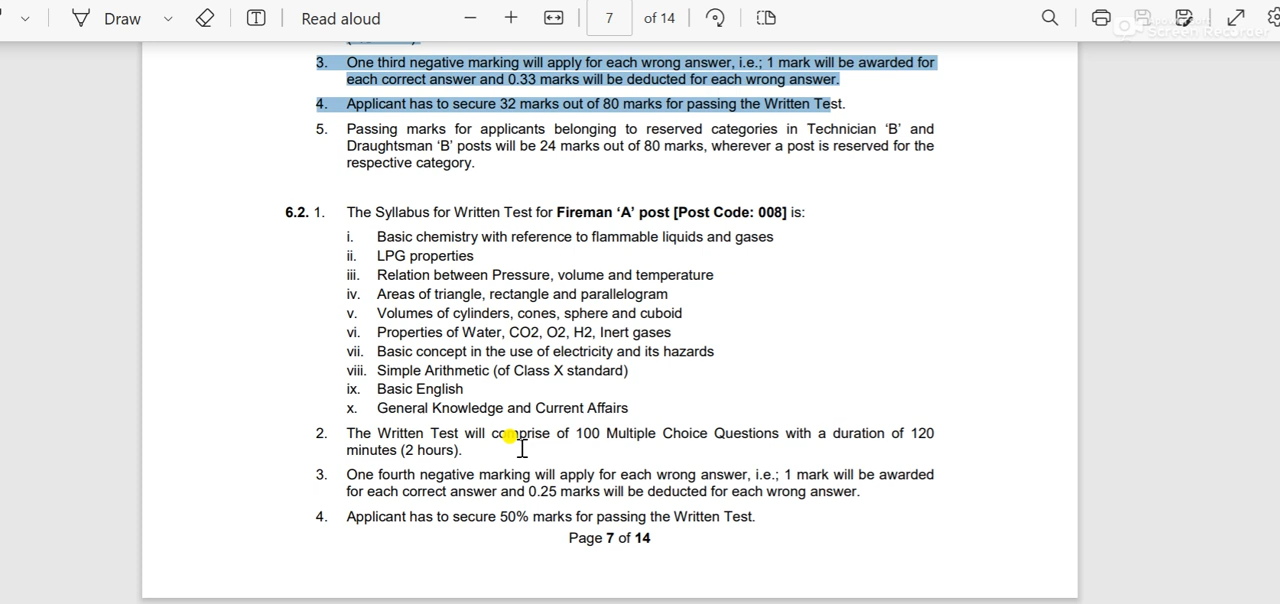 Draw
Read aloud
7
of 14
Screen Recorder
3. One third negative marking will apply for each wrong answer, i.e.; 1 mark will be awarded for
each correct answer and 0.33 marks will be deducted for each wrong answer.
4. Applicant has to secure 32 marks out of 80 marks for passing the Written Test.
5. Passing marks for applicants belonging to reserved categories in Technician ‘B’ and
Draughtsman ‘B’ posts will be 24 marks out of 80 marks, wherever a post is reserved for the
respective category.
6.2. 1. The Syllabus for Written Test for Fireman ‘A’ post [Post Code: 008] is:
i. Basic chemistry with reference to flammable liquids and gases
ii. LPG properties
iii. Relation between Pressure, volume and temperature
iv. Areas of triangle, rectangle and parallelogram
v. Volumes of cylinders, cones, sphere and cuboid
vi. Properties of Water, CO2, O2, H2, Inert gases
vii. Basic concept in the use of electricity and its hazards
viii. Simple Arithmetic (of Class X standard)
ix. Basic English
x. General Knowledge and Current Affairs
2. The Written Test will comprise of 100 Multiple Choice Questions with a duration of 120
minutes (2 hours).
3. One fourth negative marking will apply for each wrong answer, i.e.; 1 mark will be awarded
for each correct answer and 0.25 marks will be deducted for each wrong answer.
4. Applicant has to secure 50% marks for passing the Written Test.
Page 7 of 14